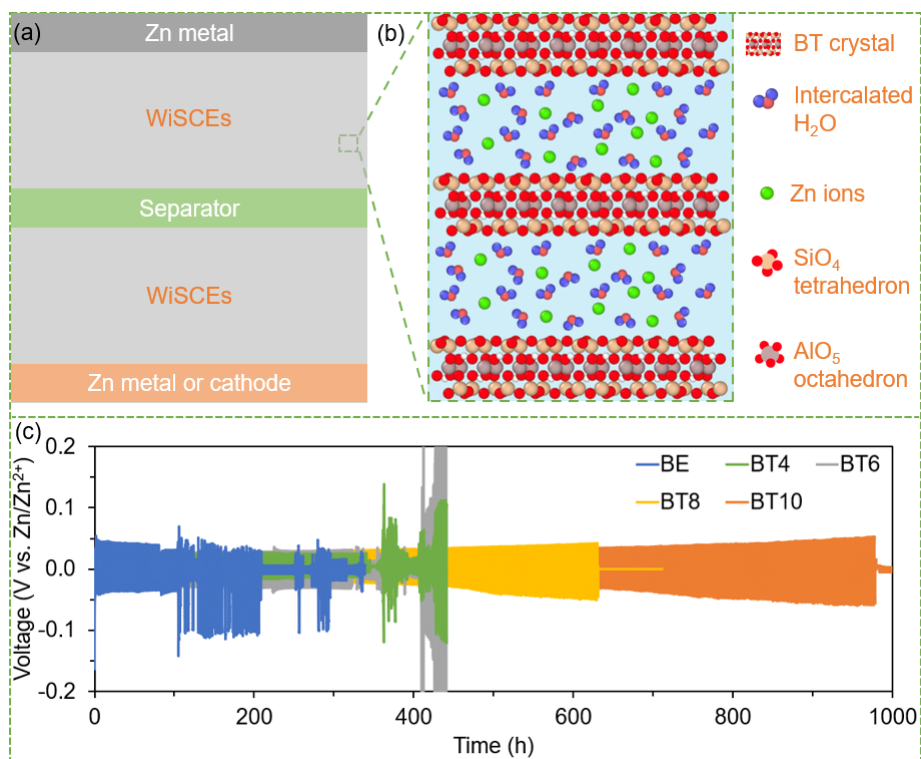 (a)
Zn metal
WiSCEs
Separator
WiSCEs
Zn metal or cathode
(b)
BT crystal
Intercalated
H₂O
Zn ions
SiO₄
tetrahedron
AlO₅
octahedron
(c)
BE BT4 BT6
BT8 BT10
Voltage (V vs. Zn/Zn²⁺)
0.2
0.1
0.0
-0.1
-0.2
0 200 400 600 800 1000
Time (h)